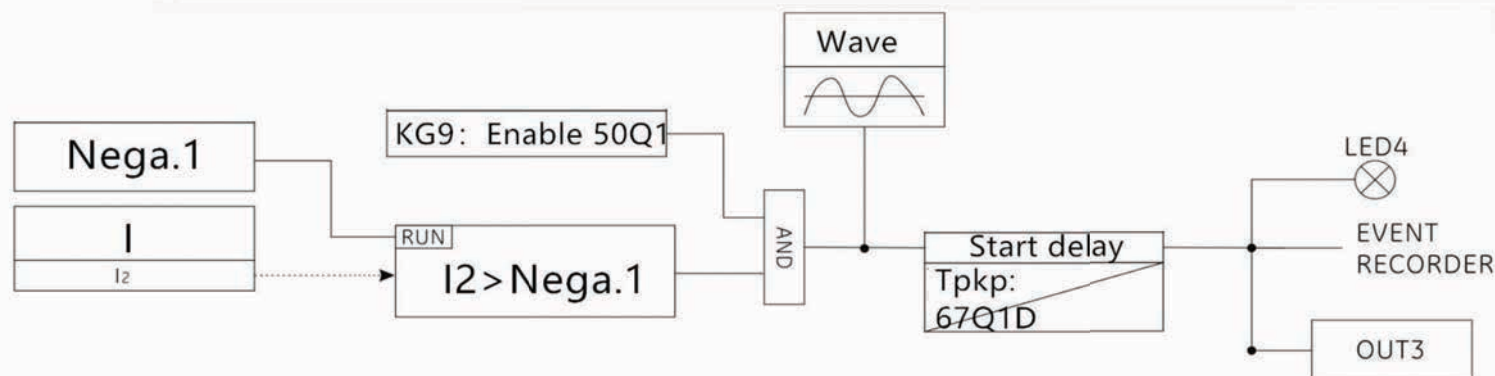 Wave
KG9: Enable 50Q1
Nega.1
I
I2
RUN
I2>Nega.1
AND
Start delay
Tpkp:
67Q1D
LED4
EVENT
RECORDER
OUT3